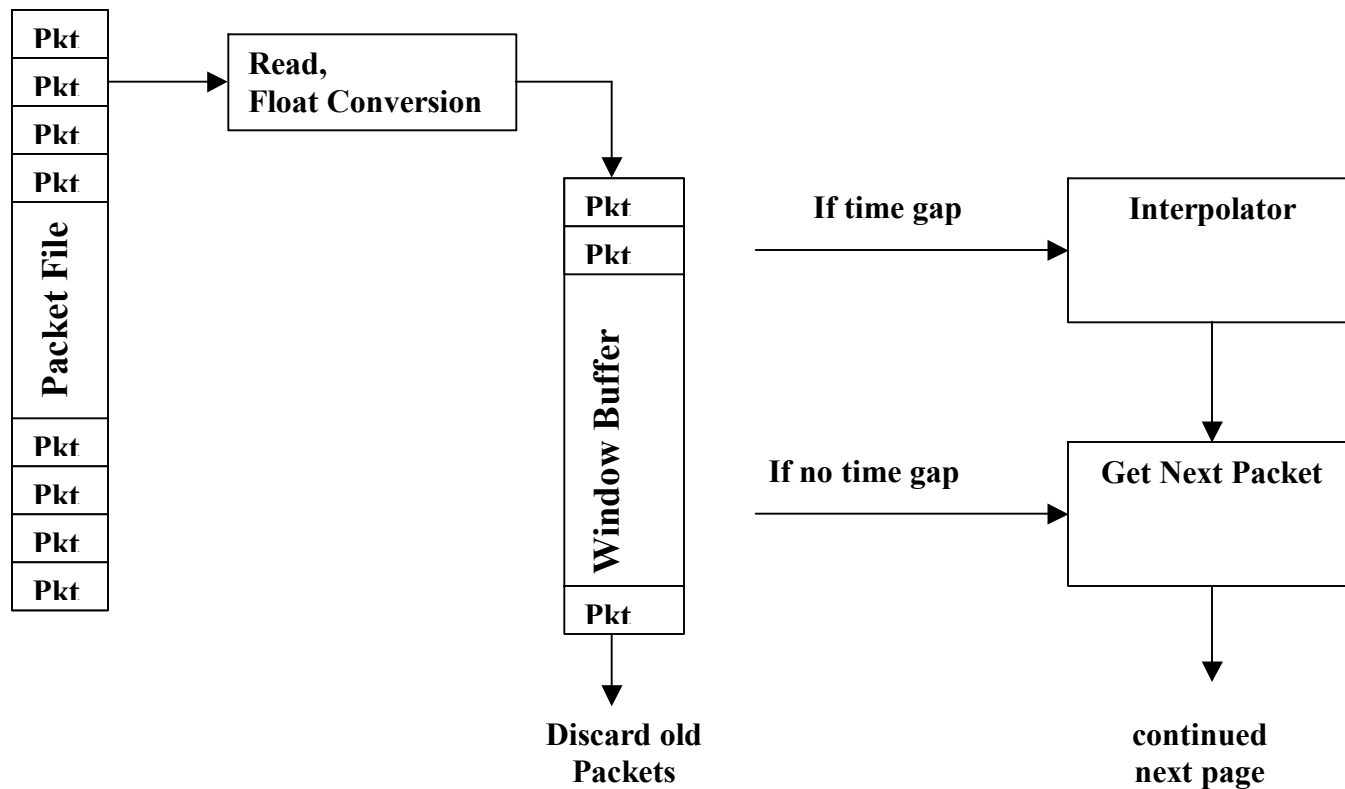 Pkt
Pkt
Pkt
Pkt
Packet File
Pkt
Pkt
Pkt
Pkt
Read,
Float Conversion
Pkt
Pkt
Window Buffer
Pkt
Discard old
Packets
If time gap
Interpolator
If no time gap
Get Next Packet
continued
next page